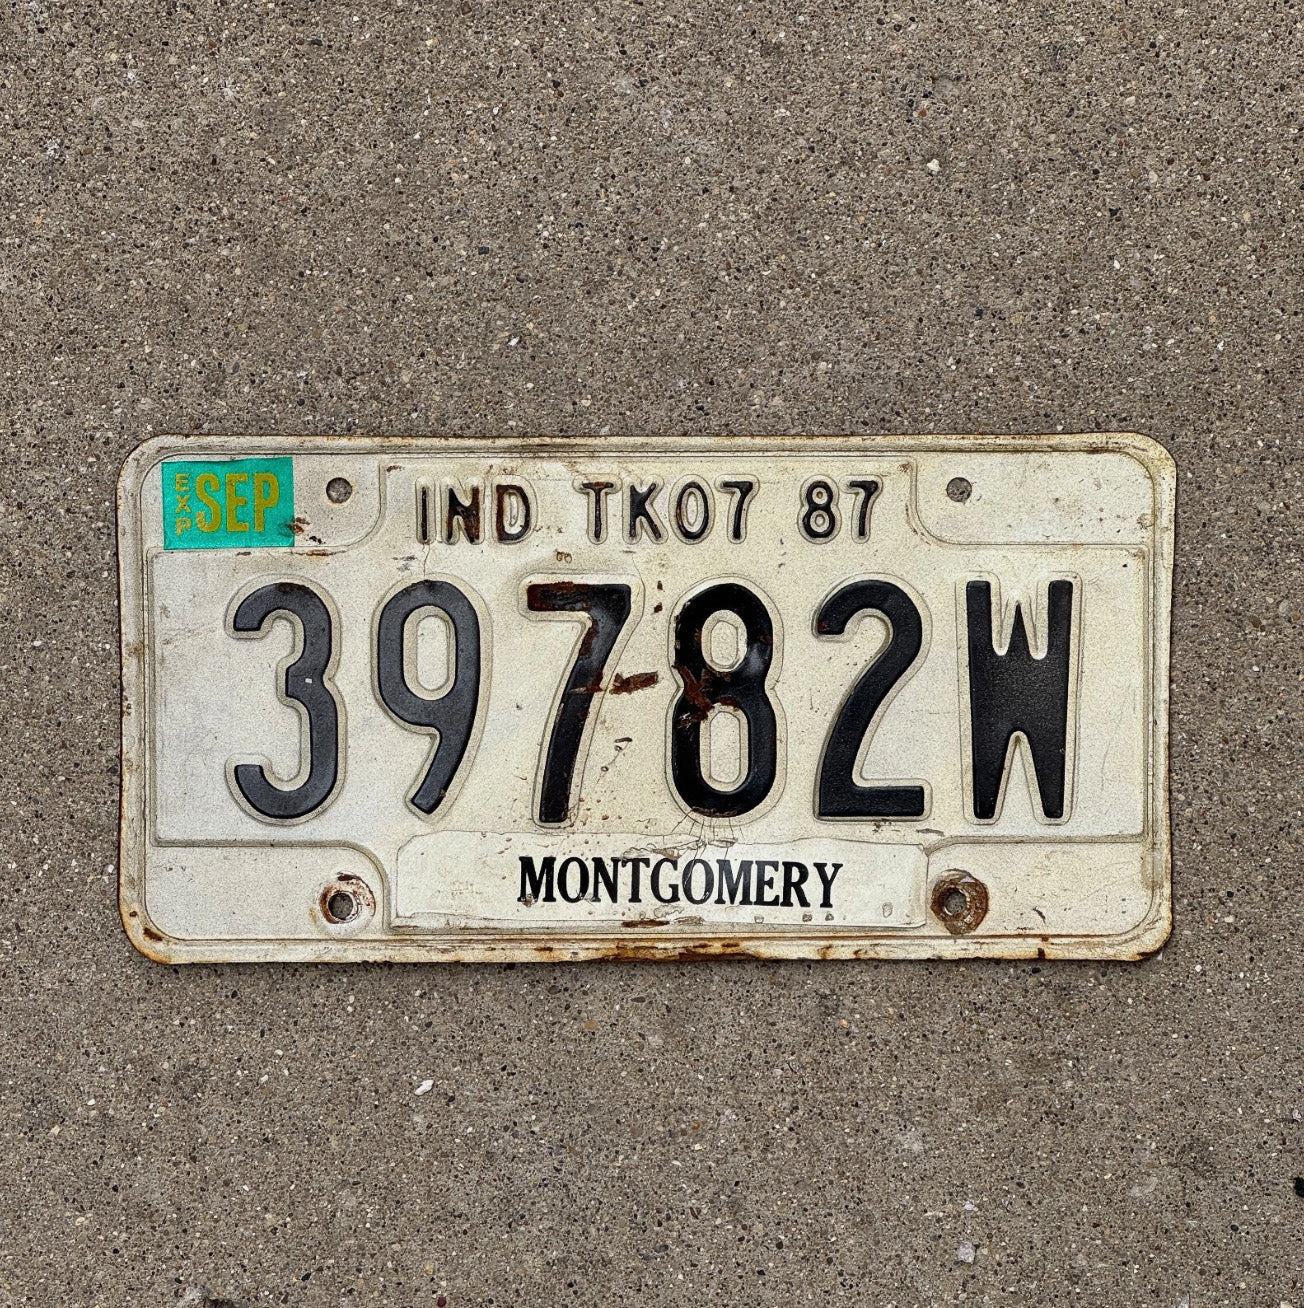 EXP SEP
IND TK07 87
39782W
MONTGOMERY